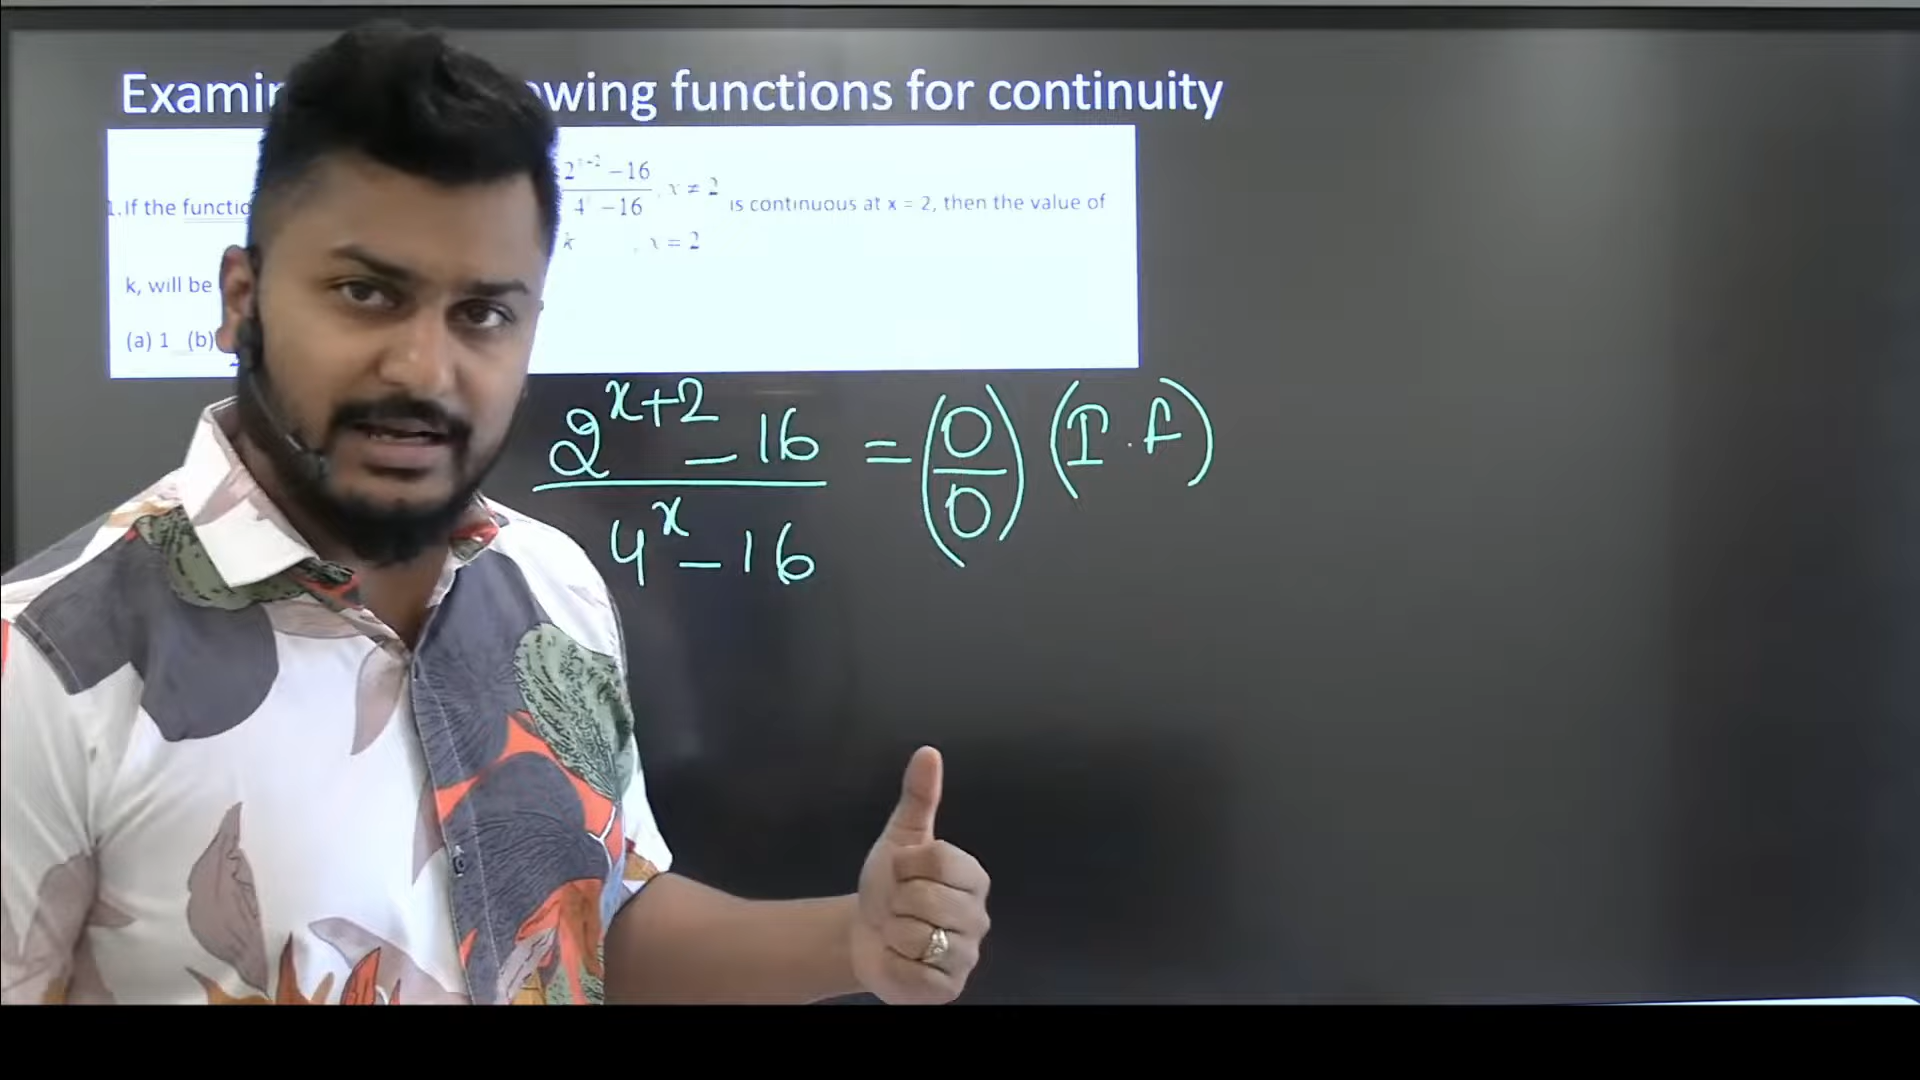 Examin wing functions for continuity
2^{x+2} - 16
, x ≠ 2
1.If the functio
4^x - 16
is continuous at x = 2, then the value of
k , x = 2
k, will be
(a) 1 (b)
2^{x+2} - 16
= (0/0) (I.f)
4^x - 16